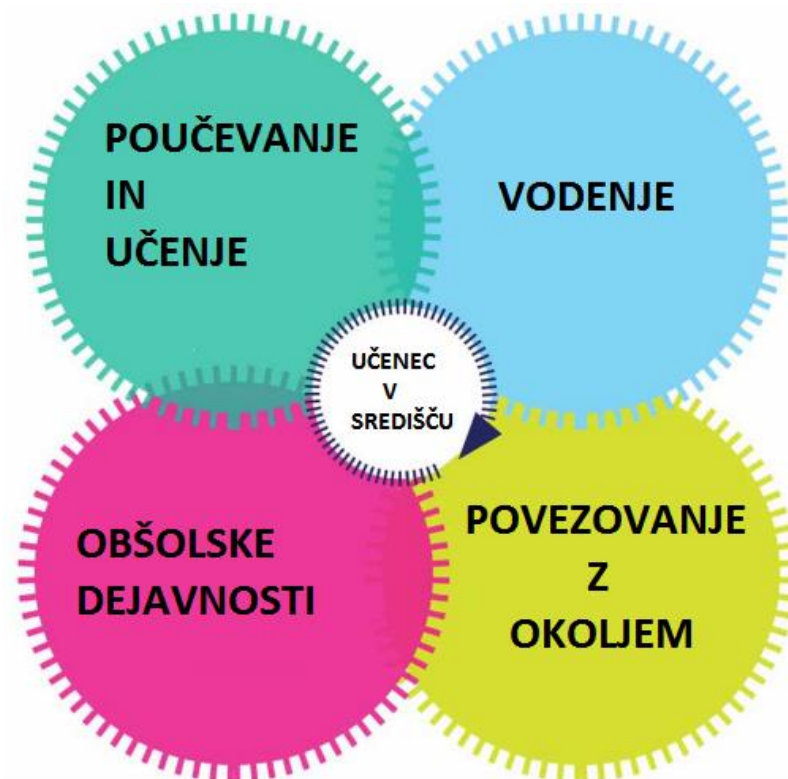 POUČEVANJE
IN
UČENJE
VODENJE
UČENEC
V
SREDIŠČU
OBŠOLSKE
DEJAVNOSTI
POVEZOVANJE
Z
OKOLJEM